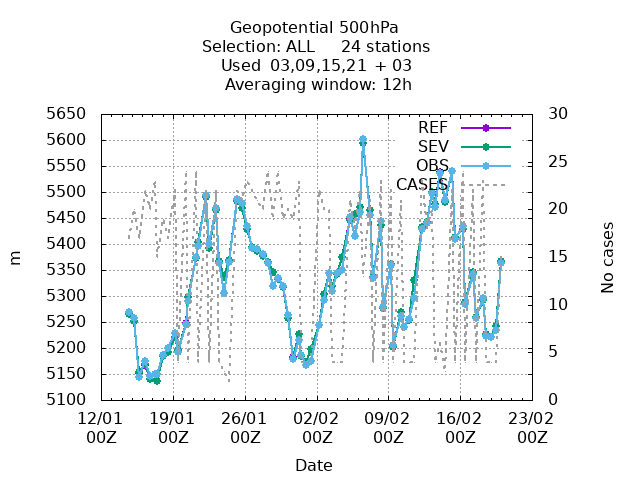 Geopotential 500hPa
Selection: ALL 24 stations
Used 03,09,15,21 + 03
Averaging window: 12h
5650
5600
5550
5500
5450
5400
5350
5300
5250
5200
5150
5100
m
REF
SEV
OBS
CASES
30
25
20
15
10
5
0
No cases
12/01 19/01 26/01 02/02 09/02 16/02 23/02
00Z 00Z 00Z 00Z 00Z 00Z 00Z
Date